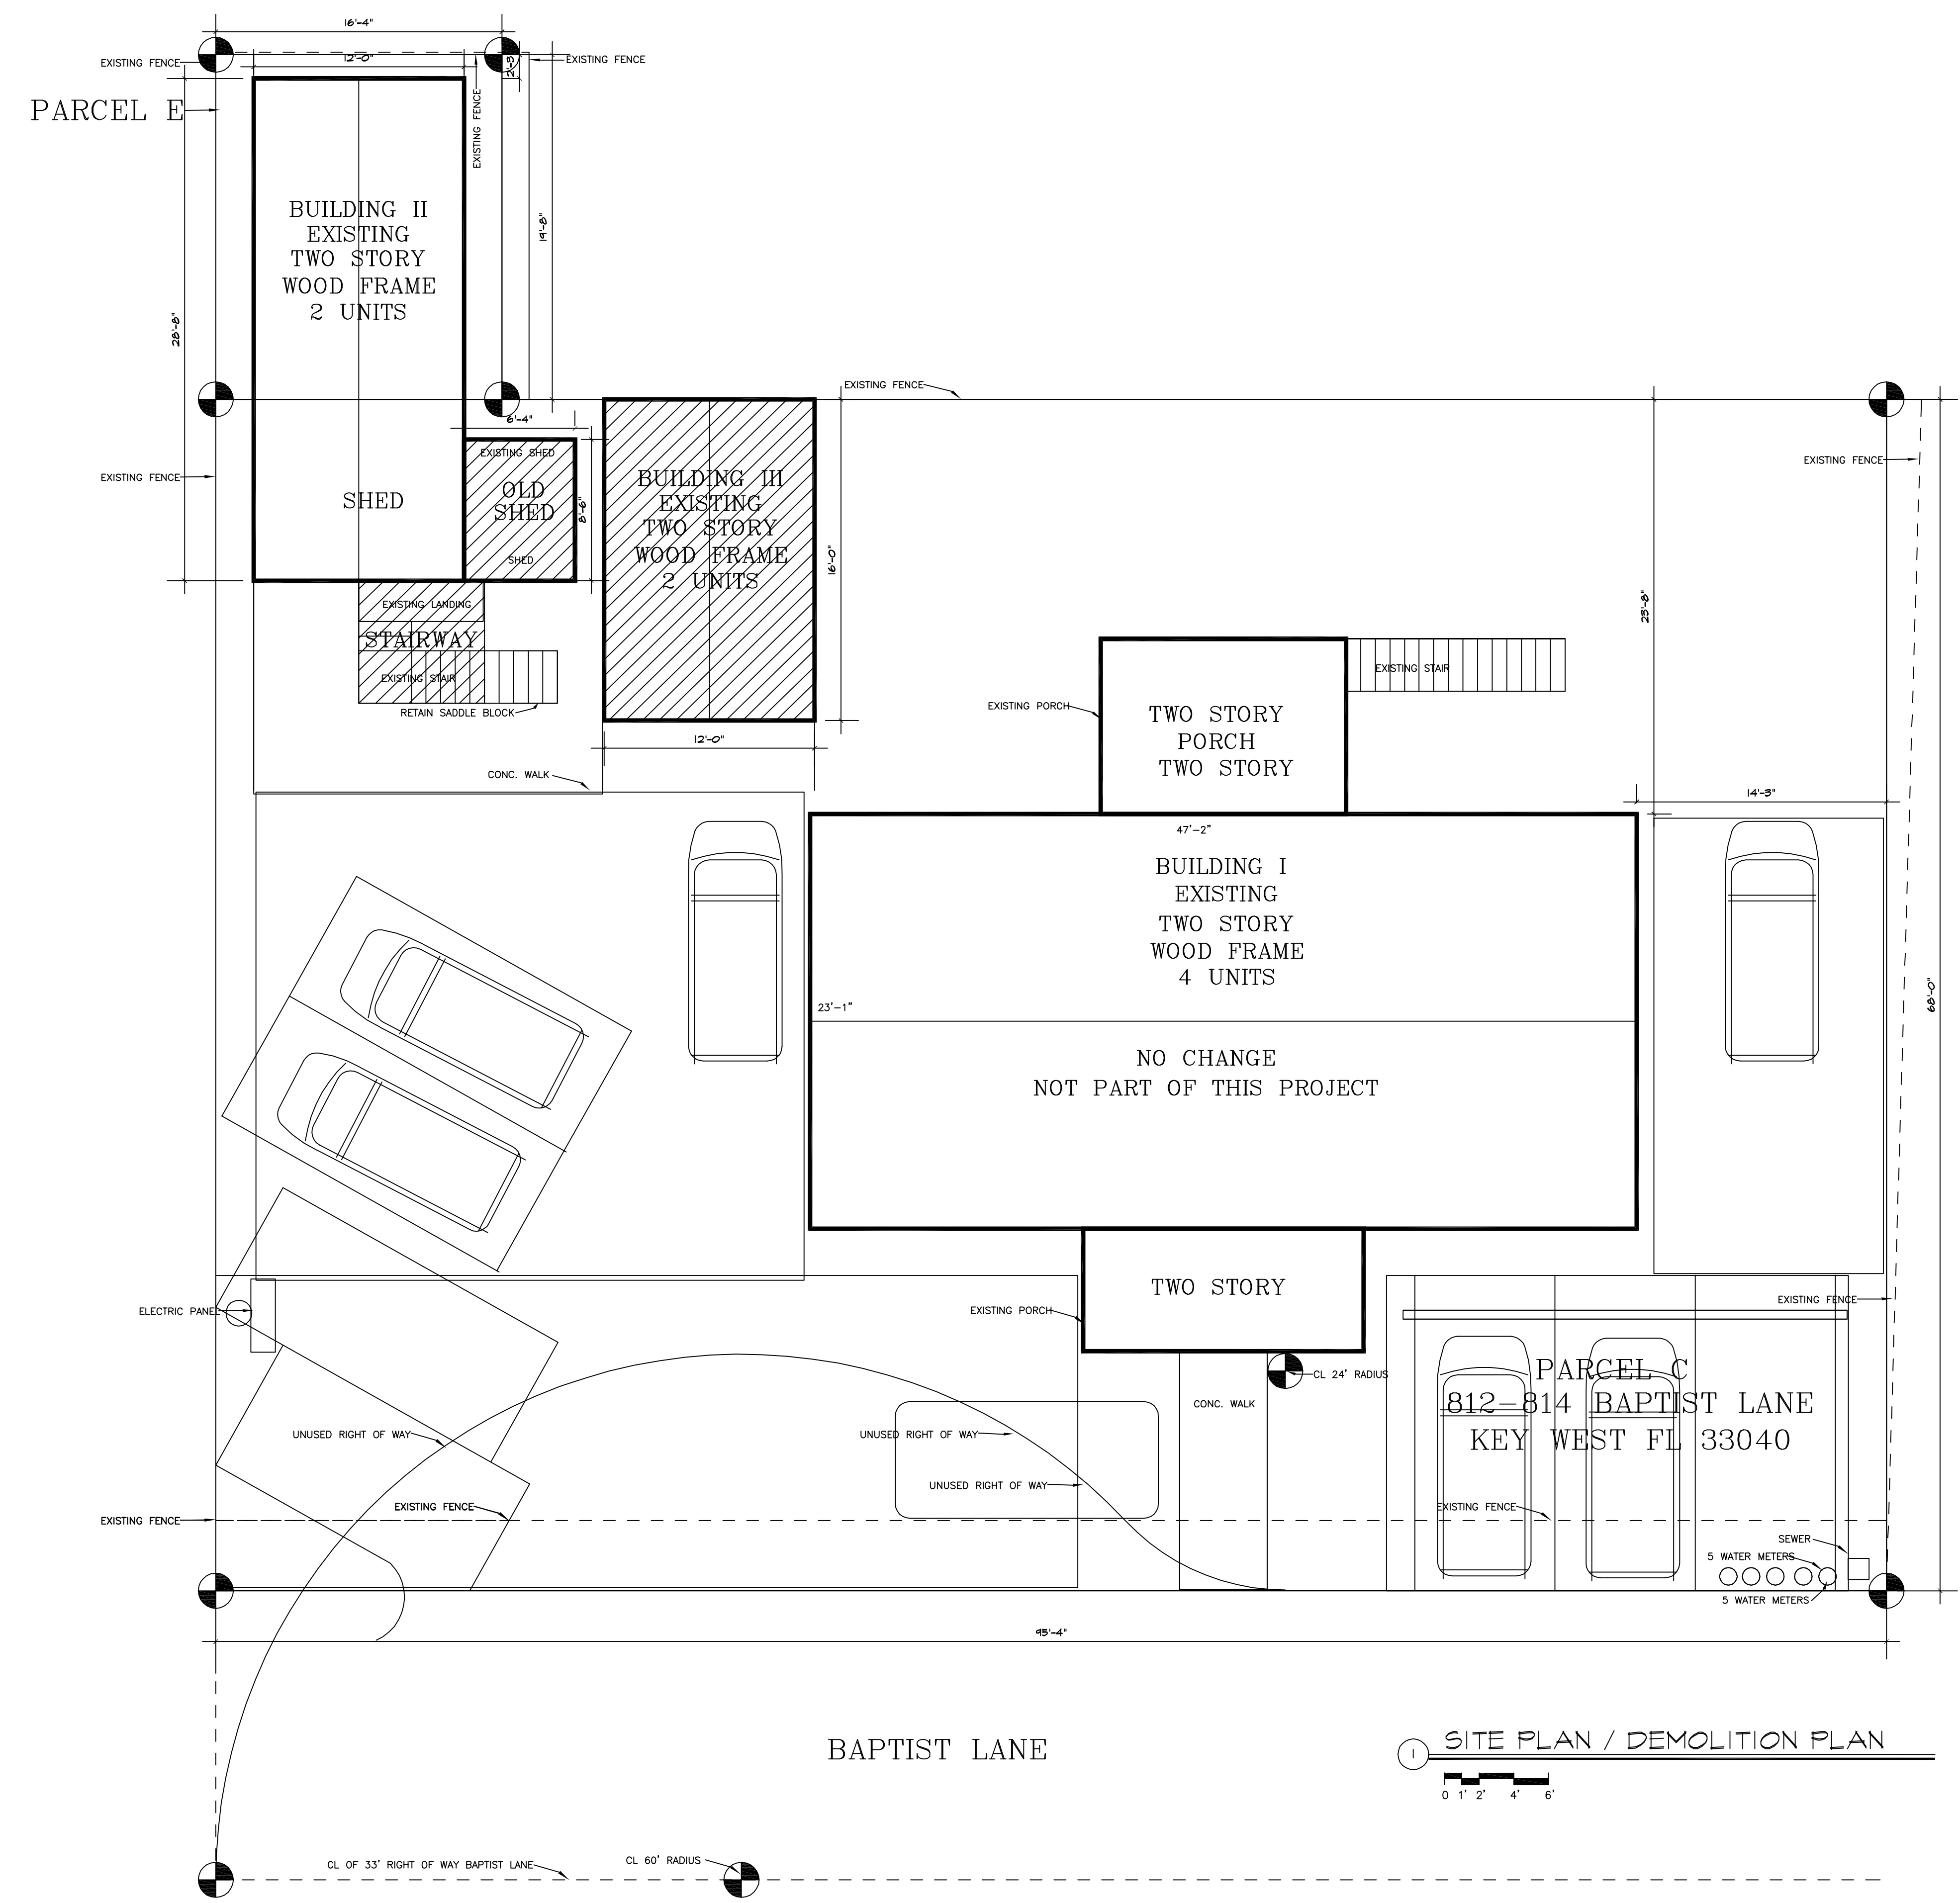 16'-4"
EXISTING FENCE
12'-0"
2'-3"
EXISTING FENCE
EXISTING FENCE
PARCEL E
BUILDING II
EXISTING
TWO STORY
WOOD FRAME
2 UNITS
19'-8"
28'-8"
EXISTING FENCE
6'-4"
EXISTING FENCE
EXISTING FENCE
SHED
EXISTING SHED
OLD
SHED
SHED
8'-6"
BUILDING III
EXISTING
TWO STORY
WOOD FRAME
2 UNITS
16'-0"
23'-8"
EXISTING LANDING
STAIRWAY
EXISTING STAIR
RETAIN SADDLE BLOCK
12'-0"
CONC. WALK
EXISTING STAIR
EXISTING PORCH
TWO STORY
PORCH
TWO STORY
14'-3"
47'-2"
BUILDING I
EXISTING
TWO STORY
WOOD FRAME
4 UNITS
23'-1"
NO CHANGE
NOT PART OF THIS PROJECT
68'-0"
TWO STORY
EXISTING PORCH
ELECTRIC PANEL
EXISTING FENCE
CL 24' RADIUS
CONC. WALK
PARCEL C
812-814 BAPTIST LANE
KEY WEST FL 33040
UNUSED RIGHT OF WAY
UNUSED RIGHT OF WAY
UNUSED RIGHT OF WAY
EXISTING FENCE
EXISTING FENCE
EXISTING FENCE
SEWER
5 WATER METERS
5 WATER METERS
95'-4"
BAPTIST LANE
1
SITE PLAN / DEMOLITION PLAN
0 1' 2' 4' 6'
CL OF 33' RIGHT OF WAY BAPTIST LANE
CL 60' RADIUS